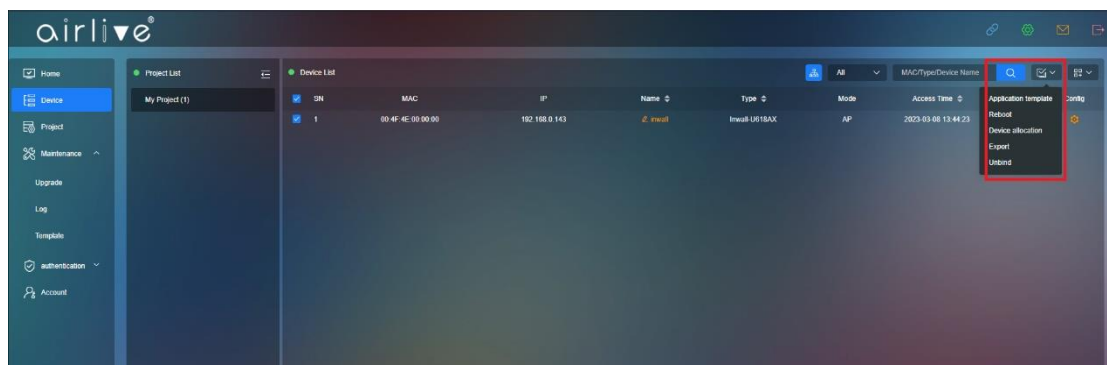 airlive®
Home
Project List
Device List
All
MAC/Type/Device Name
Device
My Project (1)
SN MAC IP Name Type Mode Access Time Config
1 00:4F:4E:00:00:00 192.168.0.143 inwall Inwall-U618AX AP 2023-03-08 13:44:23
Application template
Reboot
Device allocation
Export
Unbind
Project
Maintenance
Upgrade
Log
Template
authentication
Account